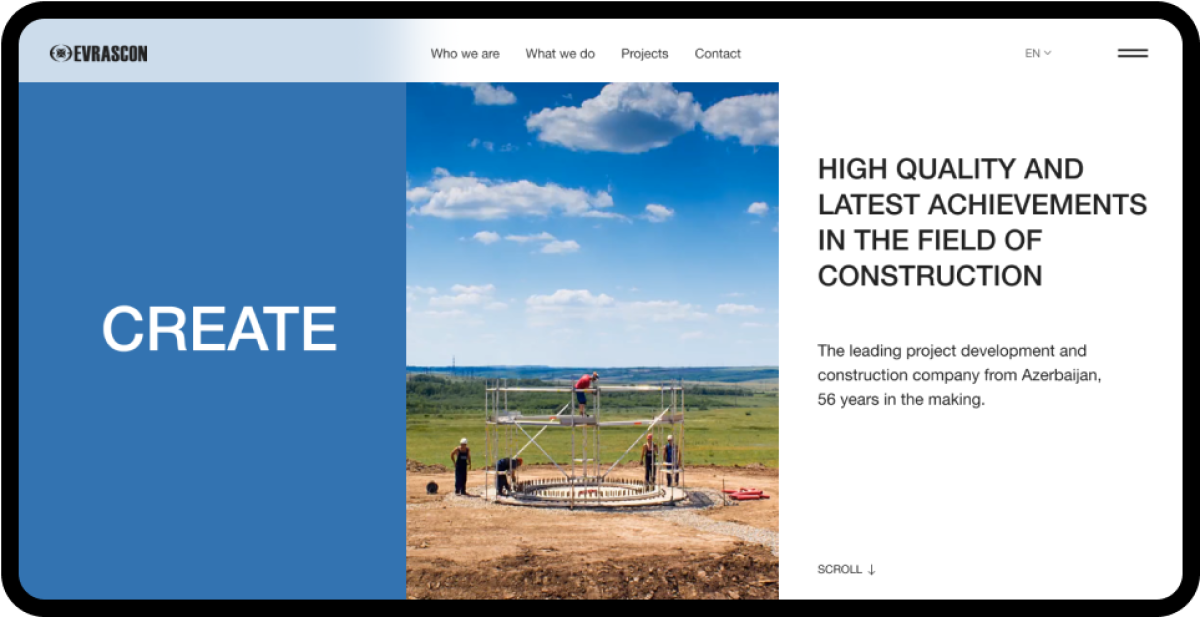 EVRASCON
Who we are
What we do
Projects
Contact
EN
CREATE
HIGH QUALITY AND
LATEST ACHIEVEMENTS
IN THE FIELD OF
CONSTRUCTION
The leading project development and
construction company from Azerbaijan,
56 years in the making.
SCROLL ↓